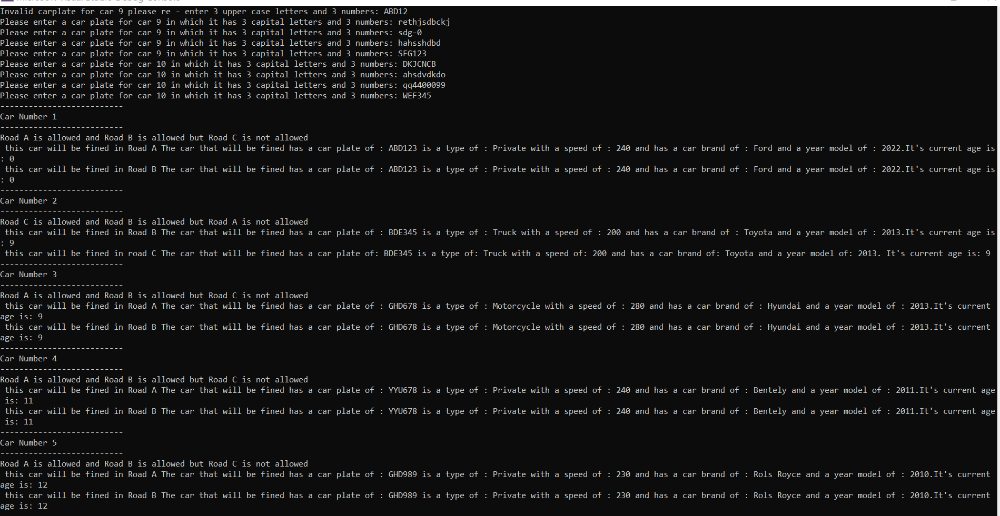 Invalid carplate for car 9 please re - enter 3 upper case letters and 3 numbers: ABD12
Please enter a car plate for car 9 in which it has 3 capital letters and 3 numbers: rethjsdbckj
Please enter a car plate for car 9 in which it has 3 capital letters and 3 numbers: sdg-0
Please enter a car plate for car 9 in which it has 3 capital letters and 3 numbers: hahsshdbd
Please enter a car plate for car 9 in which it has 3 capital letters and 3 numbers: SFG123
Please enter a car plate for car 10 in which it has 3 capital letters and 3 numbers: DKJCNCB
Please enter a car plate for car 10 in which it has 3 capital letters and 3 numbers: ahsdvdkdo
Please enter a car plate for car 10 in which it has 3 capital letters and 3 numbers: qq4400099
Please enter a car plate for car 10 in which it has 3 capital letters and 3 numbers: WEF345
--------------------------
Car Number 1
--------------------------
Road A is allowed and Road B is allowed but Road C is not allowed
 this car will be fined in Road A The car that will be fined has a car plate of : ABD123 is a type of : Private with a speed of : 240 and has a car brand of : Ford and a year model of : 2022.It's current age is
: 0
 this car will be fined in Road B The car that will be fined has a car plate of : ABD123 is a type of : Private with a speed of : 240 and has a car brand of : Ford and a year model of : 2022.It's current age is
: 0
--------------------------
Car Number 2
--------------------------
Road C is allowed and Road B is allowed but Road A is not allowed
 this car will be fined in Road B The car that will be fined has a car plate of : BDE345 is a type of : Truck with a speed of : 200 and has a car brand of : Toyota and a year model of : 2013.It's current age is
: 9
 this car will be fined in road C The car that will be fined has a car plate of: BDE345 is a type of: Truck with a speed of: 200 and has a car brand of: Toyota and a year model of: 2013. It's current age is: 9
--------------------------
Car Number 3
--------------------------
Road A is allowed and Road B is allowed but Road C is not allowed
 this car will be fined in Road A The car that will be fined has a car plate of : GHD678 is a type of : Motorcycle with a speed of : 280 and has a car brand of : Hyundai and a year model of : 2013.It's current
age is: 9
 this car will be fined in Road B The car that will be fined has a car plate of : GHD678 is a type of : Motorcycle with a speed of : 280 and has a car brand of : Hyundai and a year model of : 2013.It's current
age is: 9
--------------------------
Car Number 4
--------------------------
Road A is allowed and Road B is allowed but Road C is not allowed
 this car will be fined in Road A The car that will be fined has a car plate of : YYU678 is a type of : Private with a speed of : 240 and has a car brand of : Bentely and a year model of : 2011.It's current age
 is: 11
 this car will be fined in Road B The car that will be fined has a car plate of : YYU678 is a type of : Private with a speed of : 240 and has a car brand of : Bentely and a year model of : 2011.It's current age
 is: 11
--------------------------
Car Number 5
--------------------------
Road A is allowed and Road B is allowed but Road C is not allowed
 this car will be fined in Road A The car that will be fined has a car plate of : GHD989 is a type of : Private with a speed of : 230 and has a car brand of : Rols Royce and a year model of : 2010.It's current
age is: 12
 this car will be fined in Road B The car that will be fined has a car plate of : GHD989 is a type of : Private with a speed of : 230 and has a car brand of : Rols Royce and a year model of : 2010.It's current
age is: 12